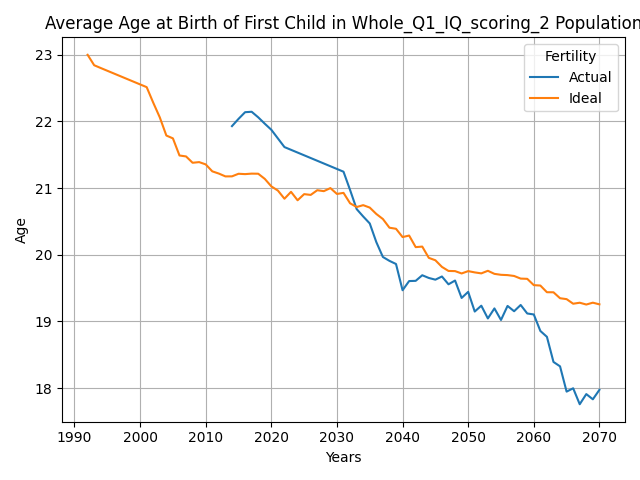 Average Age at Birth of First Child in Whole_Q1_IQ_scoring_2 Population
Fertility
Actual
Ideal
Age
23
22
21
20
19
18
1990 2000 2010 2020 2030 2040 2050 2060 2070
Years